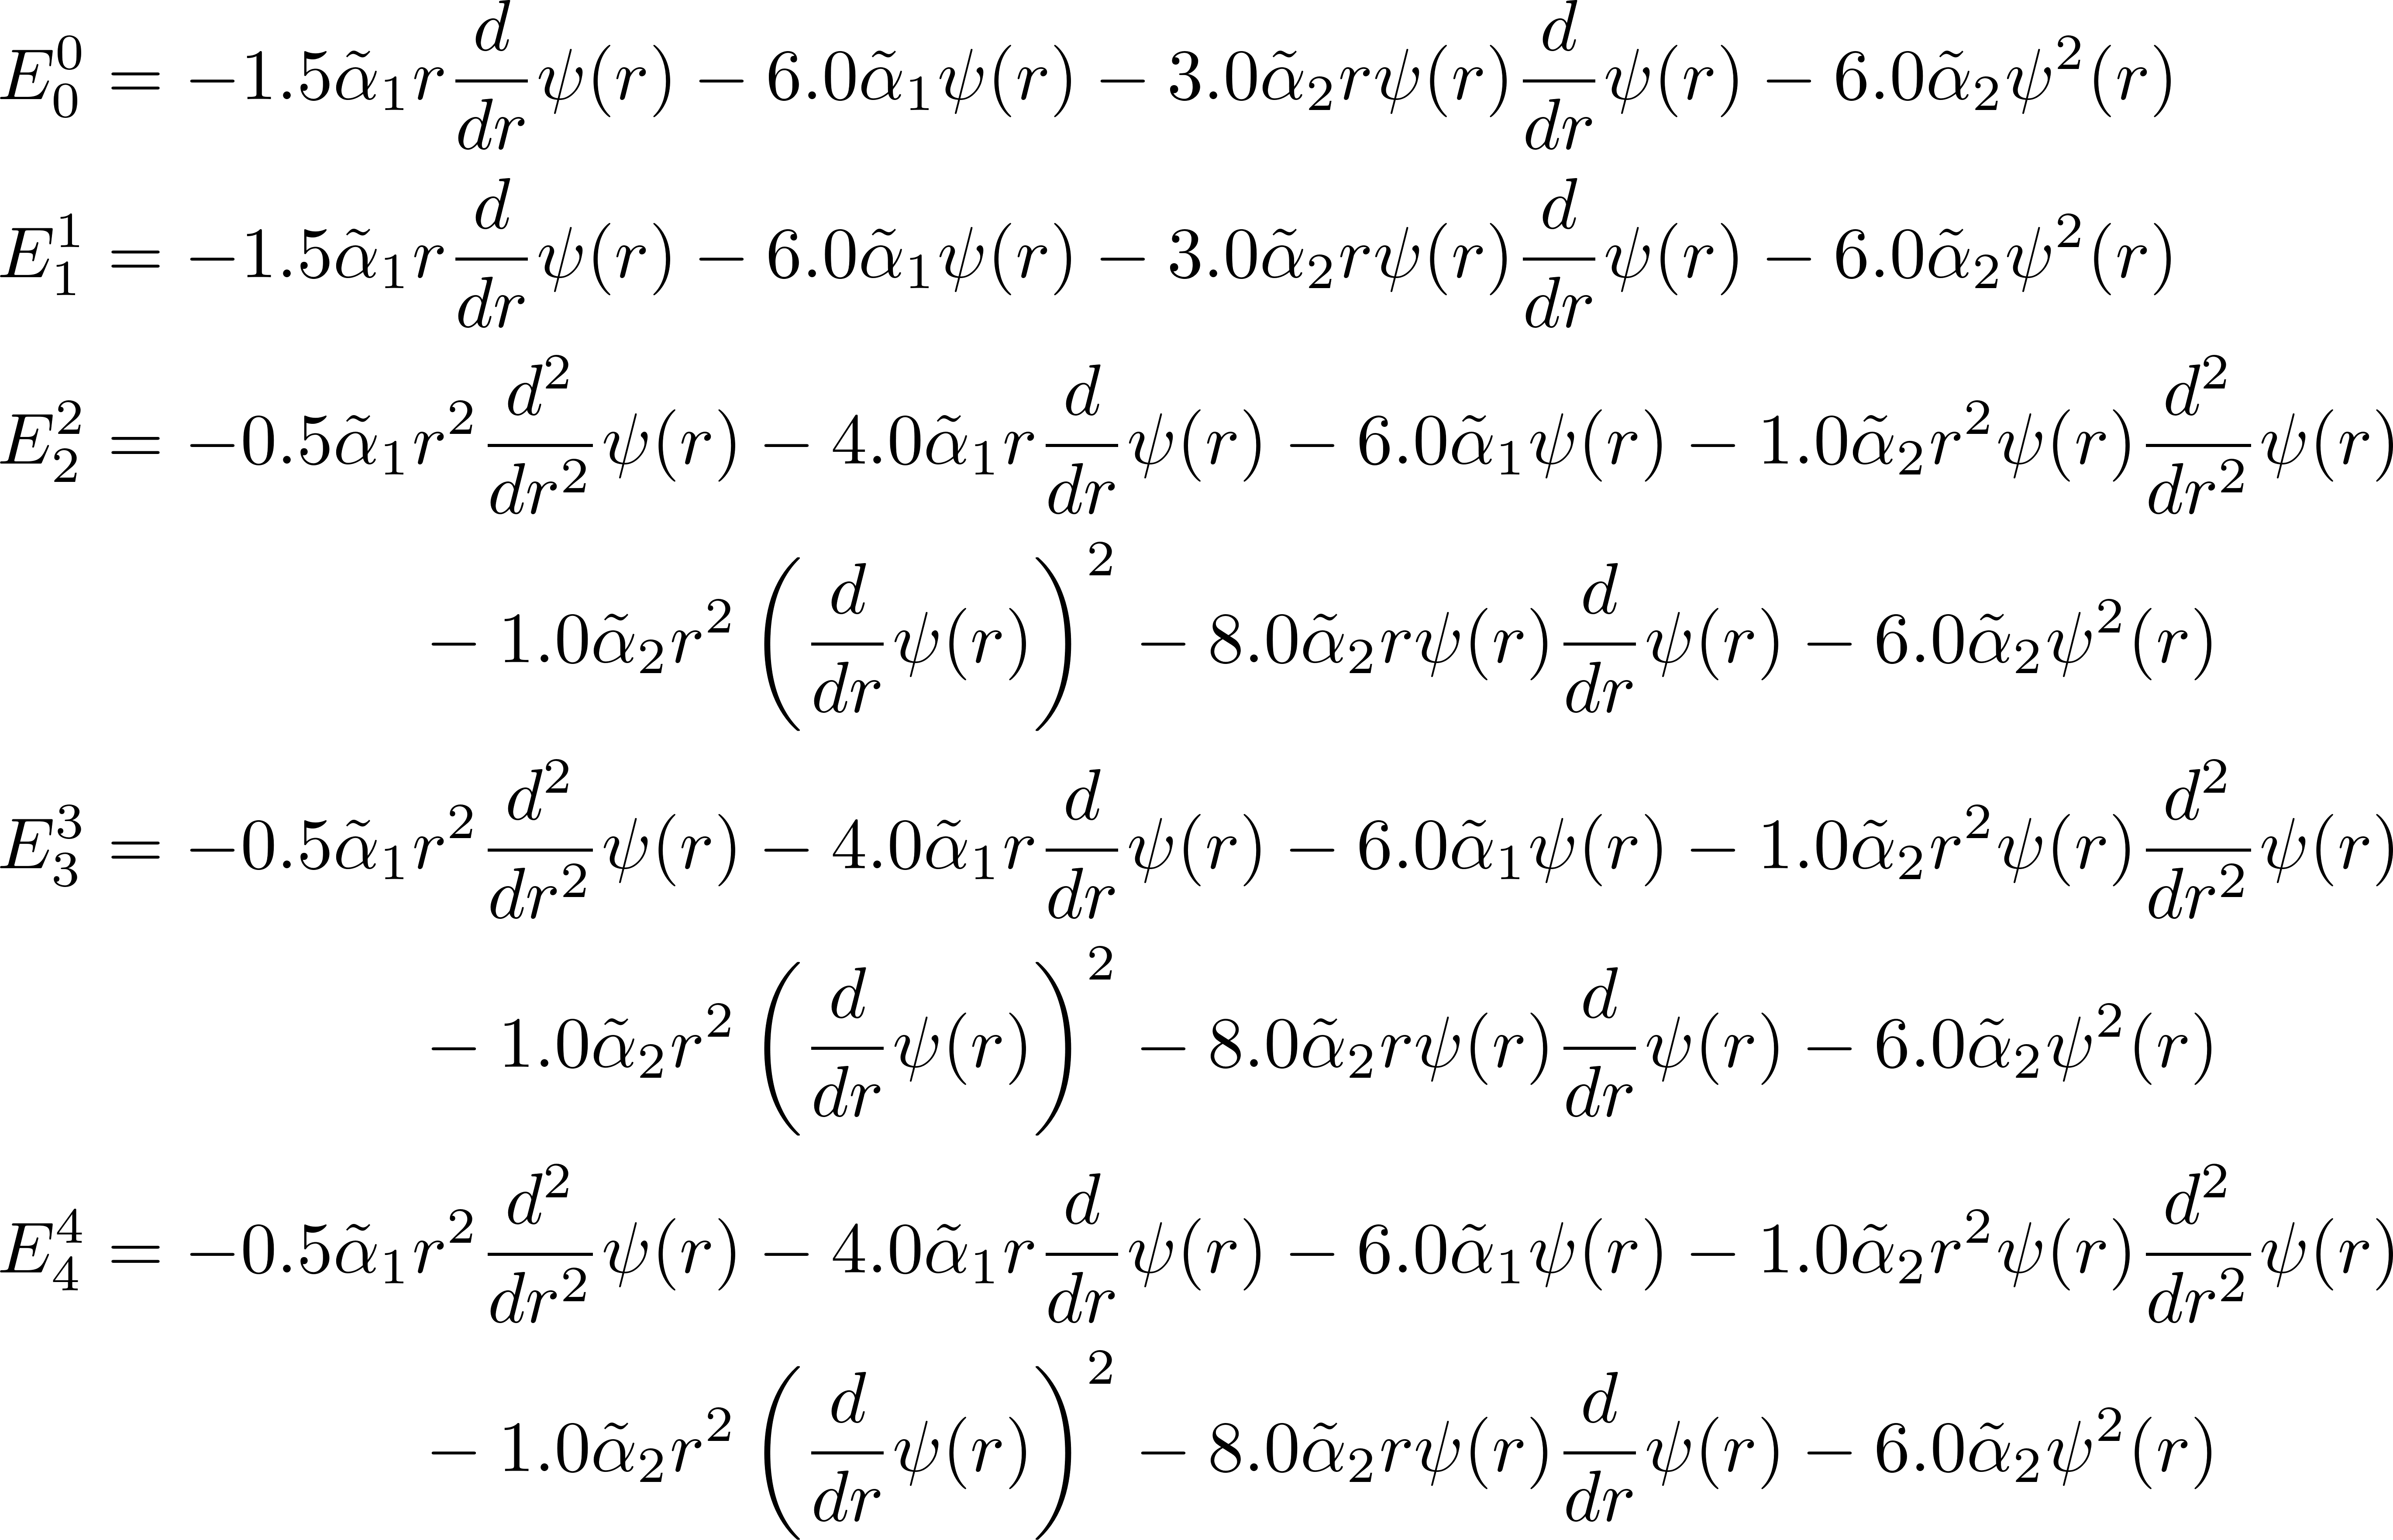 $E^0_0 = -1.5\tilde{\alpha}_1 r \frac{d}{dr}\psi(r) - 6.0\tilde{\alpha}_1\psi(r) - 3.0\tilde{\alpha}_2 r\psi(r)\frac{d}{dr}\psi(r) - 6.0\tilde{\alpha}_2\psi^2(r)$
$E^1_1 = -1.5\tilde{\alpha}_1 r \frac{d}{dr}\psi(r) - 6.0\tilde{\alpha}_1\psi(r) - 3.0\tilde{\alpha}_2 r\psi(r)\frac{d}{dr}\psi(r) - 6.0\tilde{\alpha}_2\psi^2(r)$
$E^2_2 = -0.5\tilde{\alpha}_1 r^2 \frac{d^2}{dr^2}\psi(r) - 4.0\tilde{\alpha}_1 r\frac{d}{dr}\psi(r) - 6.0\tilde{\alpha}_1\psi(r) - 1.0\tilde{\alpha}_2 r^2\psi(r)\frac{d^2}{dr^2}\psi(r)$
$- 1.0\tilde{\alpha}_2 r^2 \left(\frac{d}{dr}\psi(r)\right)^2 - 8.0\tilde{\alpha}_2 r\psi(r)\frac{d}{dr}\psi(r) - 6.0\tilde{\alpha}_2\psi^2(r)$
$E^3_3 = -0.5\tilde{\alpha}_1 r^2 \frac{d^2}{dr^2}\psi(r) - 4.0\tilde{\alpha}_1 r\frac{d}{dr}\psi(r) - 6.0\tilde{\alpha}_1\psi(r) - 1.0\tilde{\alpha}_2 r^2\psi(r)\frac{d^2}{dr^2}\psi(r)$
$- 1.0\tilde{\alpha}_2 r^2 \left(\frac{d}{dr}\psi(r)\right)^2 - 8.0\tilde{\alpha}_2 r\psi(r)\frac{d}{dr}\psi(r) - 6.0\tilde{\alpha}_2\psi^2(r)$
$E^4_4 = -0.5\tilde{\alpha}_1 r^2 \frac{d^2}{dr^2}\psi(r) - 4.0\tilde{\alpha}_1 r\frac{d}{dr}\psi(r) - 6.0\tilde{\alpha}_1\psi(r) - 1.0\tilde{\alpha}_2 r^2\psi(r)\frac{d^2}{dr^2}\psi(r)$
$- 1.0\tilde{\alpha}_2 r^2 \left(\frac{d}{dr}\psi(r)\right)^2 - 8.0\tilde{\alpha}_2 r\psi(r)\frac{d}{dr}\psi(r) - 6.0\tilde{\alpha}_2\psi^2(r)$